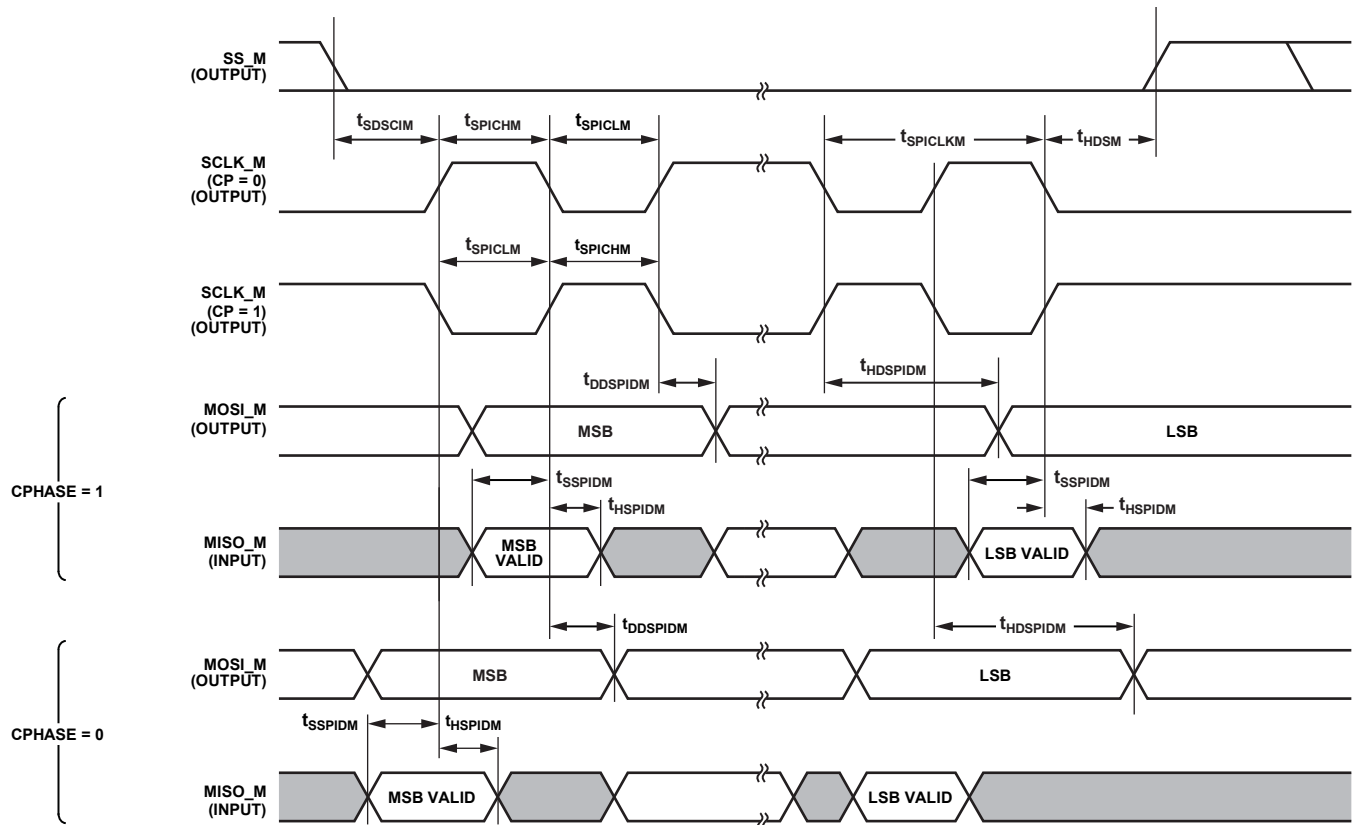 SS_M
(OUTPUT)
tSDSCIM
tSPICHM
tSPICLM
tSPICLKM
tHDSM
SCLK_M
(CP = 0)
(OUTPUT)
tSPICLM
tSPICHM
SCLK_M
(CP = 1)
(OUTPUT)
tDDSPIDM
tHDSPIDM
CPHASE = 1
MOSI_M
(OUTPUT)
MSB
LSB
tSSPIDM
tSSPIDM
tHSPIDM
tHSPIDM
MISO_M
(INPUT)
MSB
VALID
LSB VALID
tDDSPIDM
tHDSPIDM
CPHASE = 0
MOSI_M
(OUTPUT)
MSB
LSB
tSSPIDM
tHSPIDM
MISO_M
(INPUT)
MSB VALID
LSB VALID